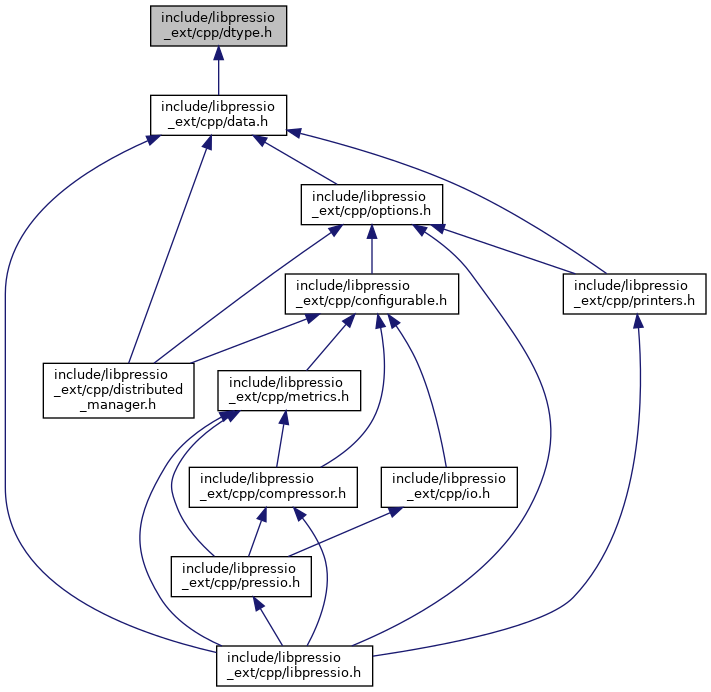 include/libpressio
_ext/cpp/dtype.h
include/libpressio
_ext/cpp/data.h
include/libpressio
_ext/cpp/options.h
include/libpressio
_ext/cpp/configurable.h
include/libpressio
_ext/cpp/printers.h
include/libpressio
_ext/cpp/distributed
_manager.h
include/libpressio
_ext/cpp/metrics.h
include/libpressio
_ext/cpp/compressor.h
include/libpressio
_ext/cpp/io.h
include/libpressio
_ext/cpp/pressio.h
include/libpressio
_ext/cpp/libpressio.h